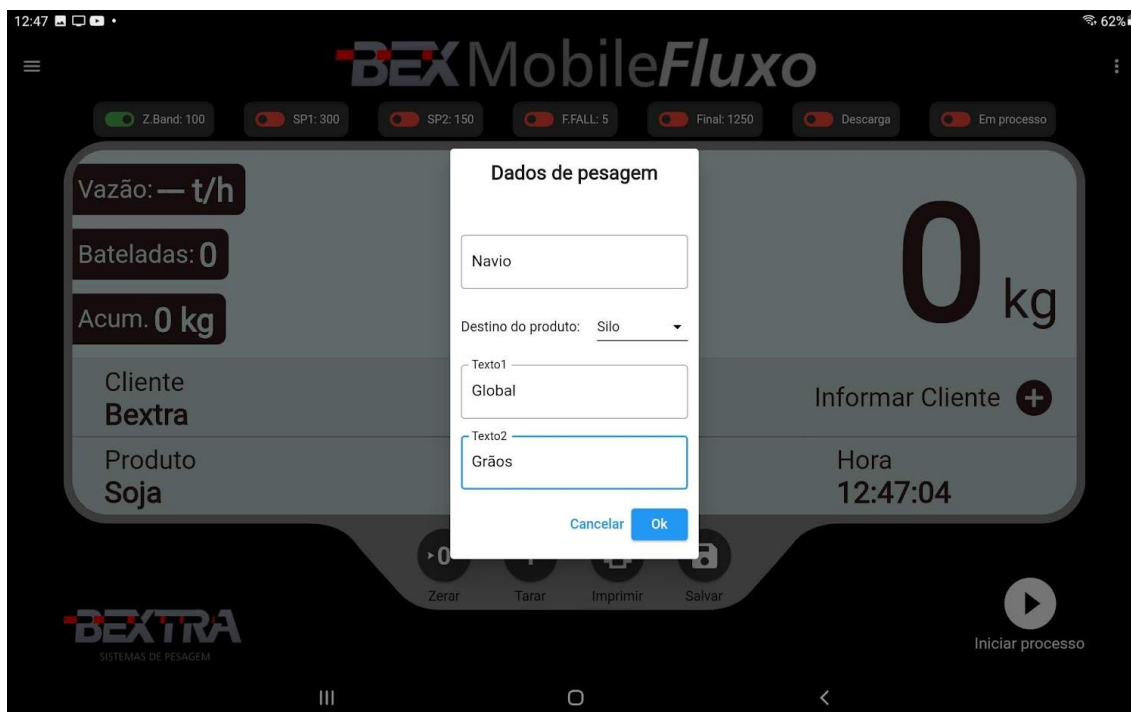 12:47
62%
BEX MobileFluxo
Z.Band: 100
SP1: 300
SP2: 150
F.FALL: 5
Final: 1250
Descarga
Em processo
Vazão: — t/h
Bateladas: 0
Acum. 0 kg
0 kg
Cliente
Bextra
Informar Cliente
Produto
Soja
Hora
12:47:04
Dados de pesagem
Navio
Destino do produto: Silo
Texto1
Global
Texto2
Grãos
Cancelar Ok
0
Zerar
Tarar
Imprimir
Salvar
BEXTRA
SISTEMAS DE PESAGEM
Iniciar processo